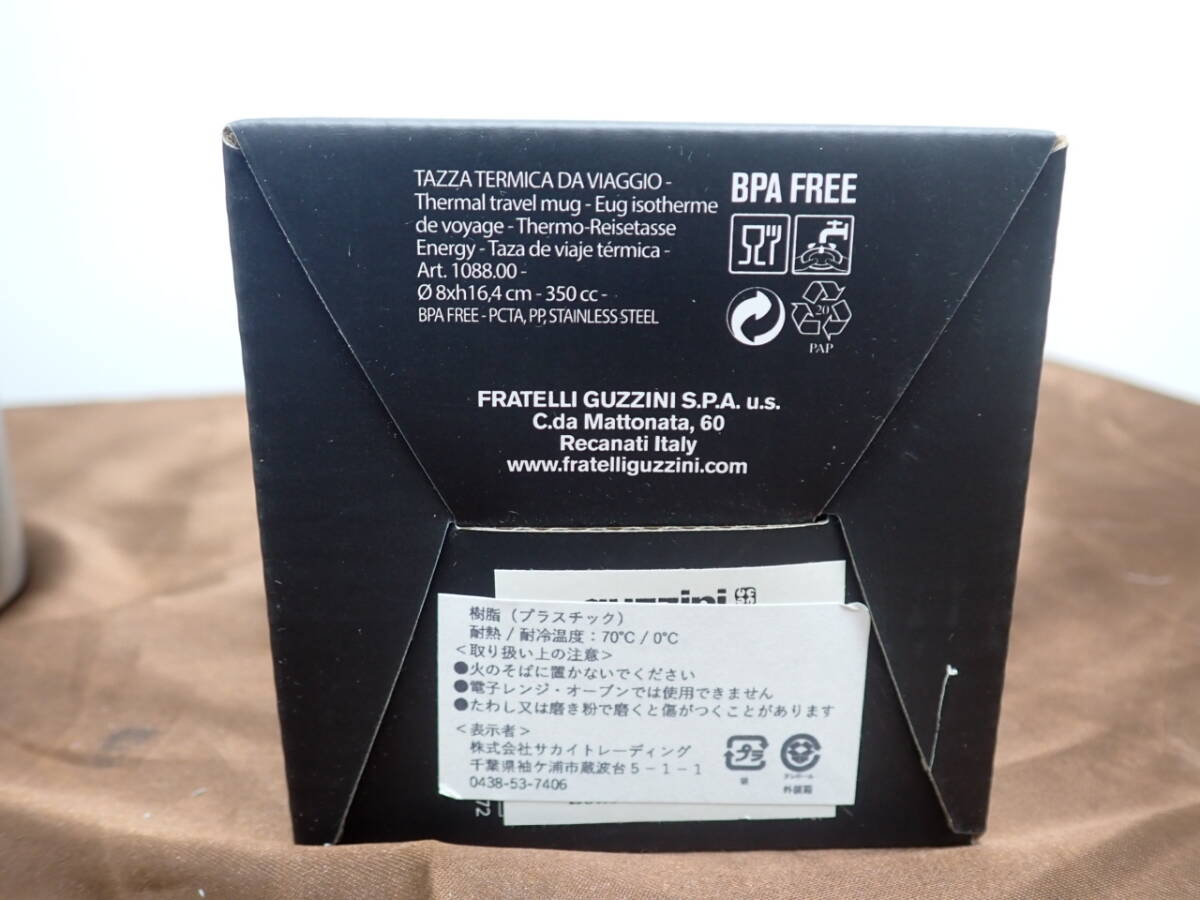 TAZZA TERMICA DA VIAGGIO -
Thermal travel mug - Eug isotherme
de voyage - Thermo-Reisetasse
Energy - Taza de viaje térmica -
Art. 1088.00 -
Ø 8xh16,4 cm - 350 cc -
BPA FREE - PCTA, PP, STAINLESS STEEL
BPA FREE
20
PAP
FRATELLI GUZZINI S.P.A. u.s.
C.da Mattonata, 60
Recanati Italy
www.fratelliguzzini.com
guzzini
樹脂（プラスチック）
耐熱 / 耐冷温度：70℃ / 0℃
＜取り扱い上の注意＞
●火のそばに置かないでください
●電子レンジ・オーブンでは使用できません
●たわし又は磨き粉で磨くと傷がつくことがあります
＜表示者＞
株式会社サカイトレーディング
千葉県袖ケ浦市蔵波台５－１－１
0438-53-7406
プラ
袋
ダンボール
外装箱
72